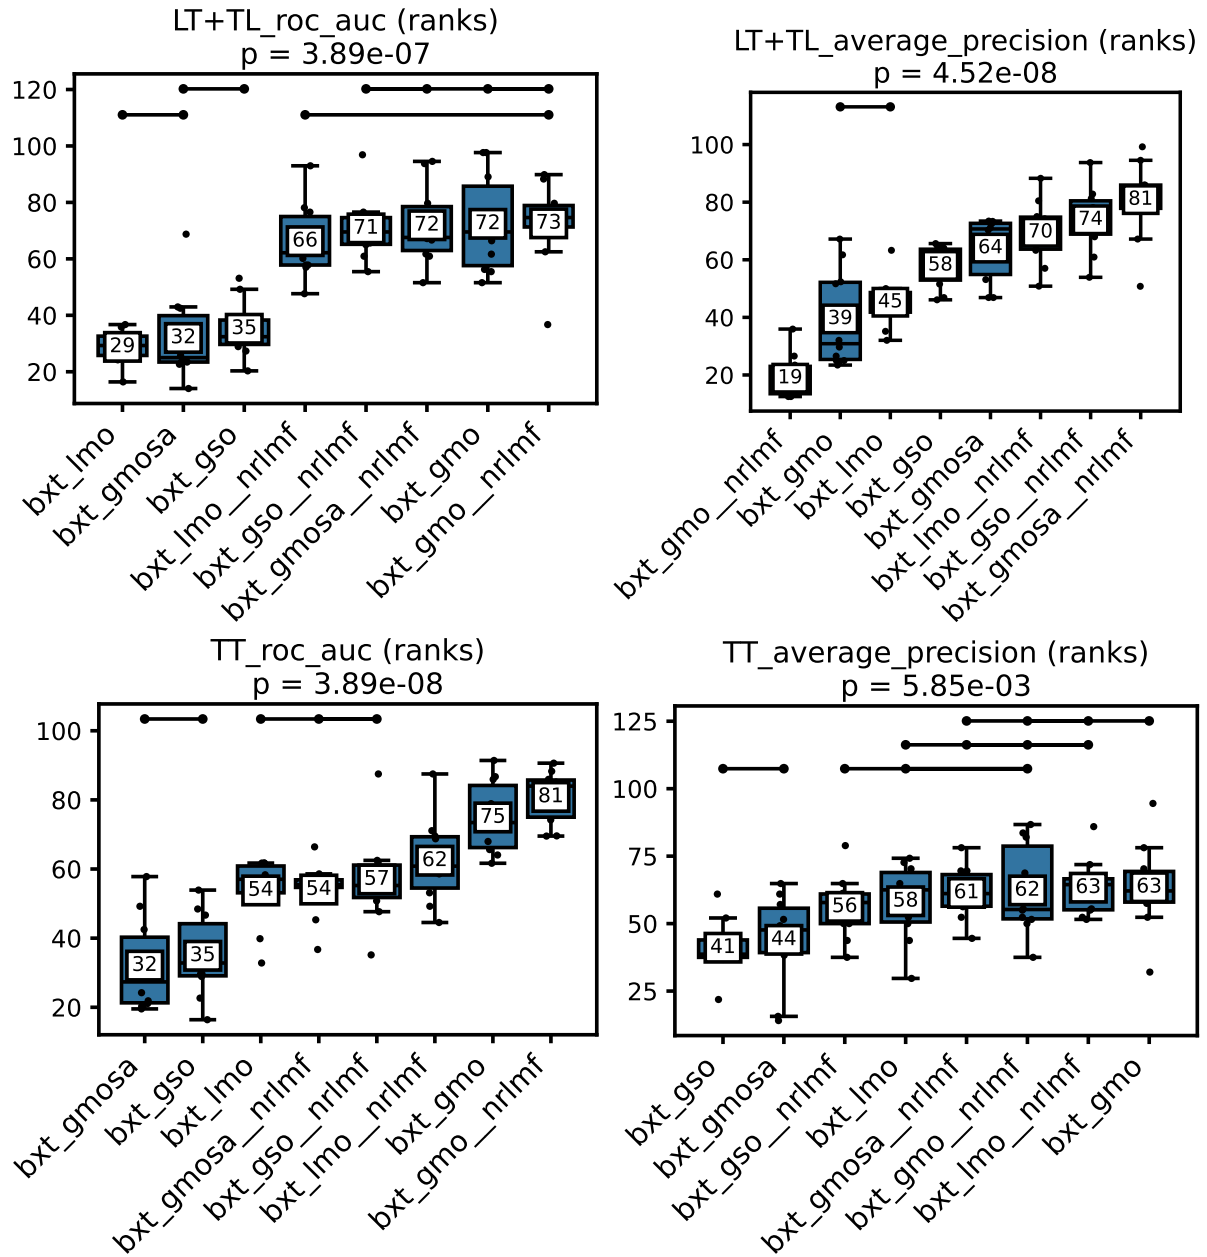 LT+TL_roc_auc (ranks)
p = 3.89e-07
120
100
80
60
40
20
29
32
35
66
71
72
72
73
bxt_lmo
bxt_gmosa
bxt_gso
bxt_lmo__nrlmf
bxt_gso__nrlmf
bxt_gmosa__nrlmf
bxt_gmo
bxt_gmo__nrlmf
LT+TL_average_precision (ranks)
p = 4.52e-08
100
80
60
40
20
19
39
45
58
64
70
74
81
bxt_gmo__nrlmf
bxt_gmo
bxt_lmo
bxt_gso
bxt_gmosa
bxt_lmo__nrlmf
bxt_gso__nrlmf
bxt_gmosa__nrlmf
TT_roc_auc (ranks)
p = 3.89e-08
100
80
60
40
20
32
35
54
54
57
62
75
81
bxt_gmosa
bxt_gso
bxt_lmo
bxt_gmosa__nrlmf
bxt_gso__nrlmf
bxt_lmo__nrlmf
bxt_gmo
bxt_gmo__nrlmf
TT_average_precision (ranks)
p = 5.85e-03
125
100
75
50
25
41
44
56
58
61
62
63
63
bxt_gso
bxt_gmosa
bxt_gso__nrlmf
bxt_lmo
bxt_gmosa__nrlmf
bxt_gmo__nrlmf
bxt_lmo__nrlmf
bxt_gmo